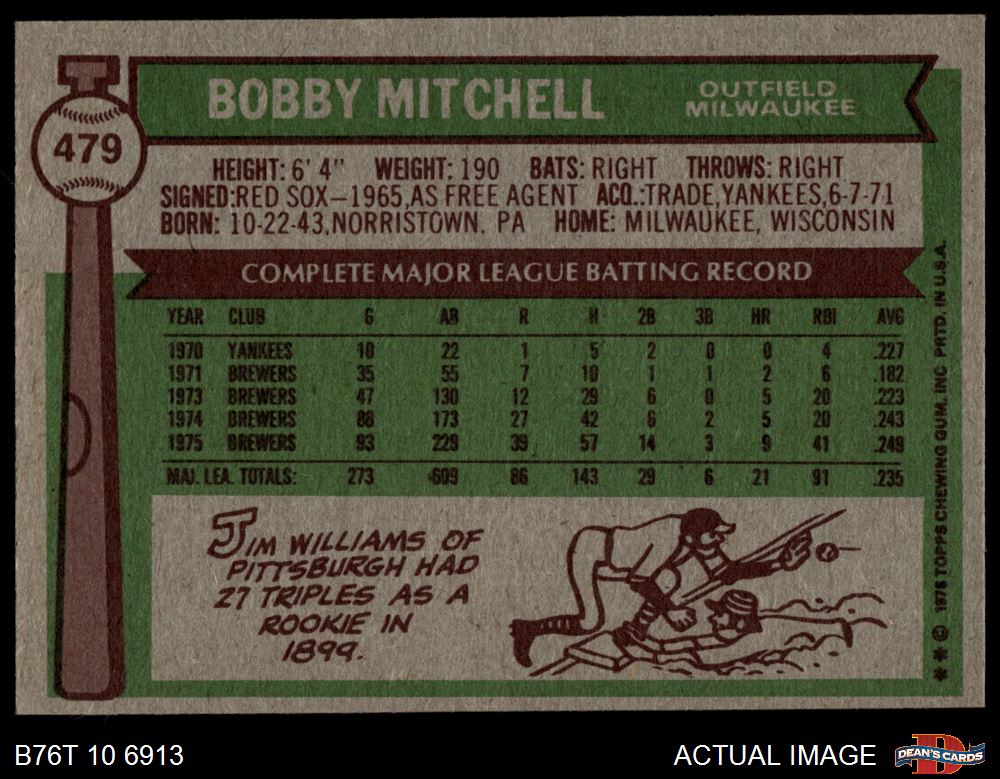 BOBBY MITCHELL
OUTFIELD
MILWAUKEE
479
HEIGHT: 6' 4" WEIGHT: 190 BATS: RIGHT THROWS: RIGHT
SIGNED: RED SOX—1965, AS FREE AGENT ACQ.: TRADE, YANKEES, 6-7-71
BORN: 10-22-43, NORRISTOWN, PA HOME: MILWAUKEE, WISCONSIN
COMPLETE MAJOR LEAGUE BATTING RECORD
YEAR CLUB G AB R H 2B 3B HR RBI AVG
1970 YANKEES 10 22 1 5 2 0 0 4 .227
1971 BREWERS 35 55 7 10 1 1 2 6 .182
1973 BREWERS 47 130 12 29 6 0 5 20 .223
1974 BREWERS 88 173 27 42 6 2 5 20 .243
1975 BREWERS 93 229 39 57 14 3 9 41 .249
MAJ. LEA. TOTALS: 273 609 86 143 29 6 21 91 .235
JIM WILLIAMS OF
PITTSBURGH HAD
27 TRIPLES AS A
ROOKIE IN
1899.
* * © 1976 TOPPS CHEWING GUM, INC PRTD. IN U.S.A.
B76T 10 6913
ACTUAL IMAGE
D
DEAN'S CARDS